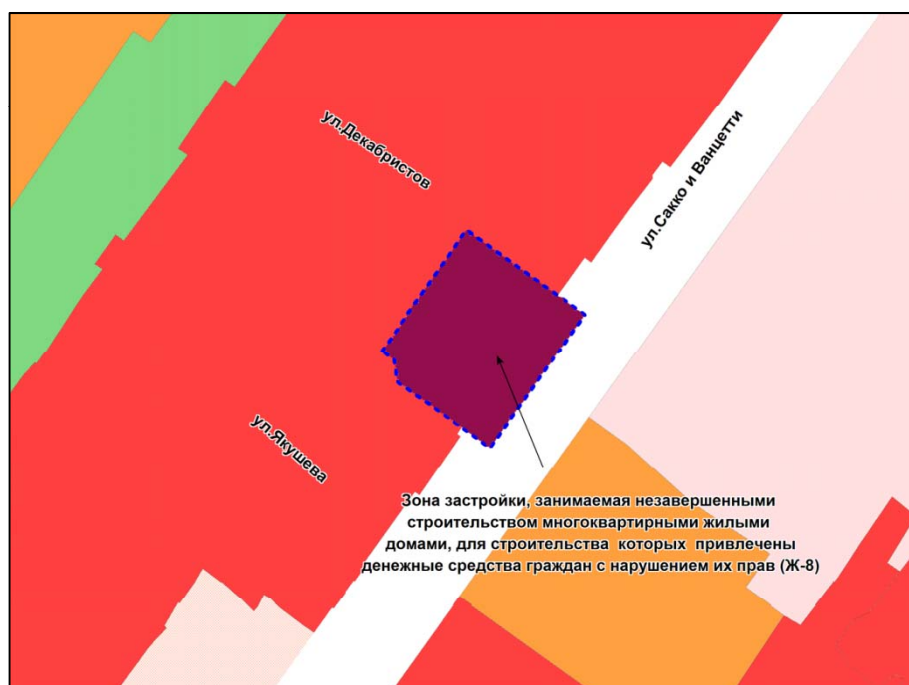 ул.Декабристов
ул.Сакко и Ванцетти
ул.Якушева
Зона застройки, занимаемая незавершенными
строительством многоквартирными жилыми
домами, для строительства которых привлечены
денежные средства граждан с нарушением их прав (Ж-8)